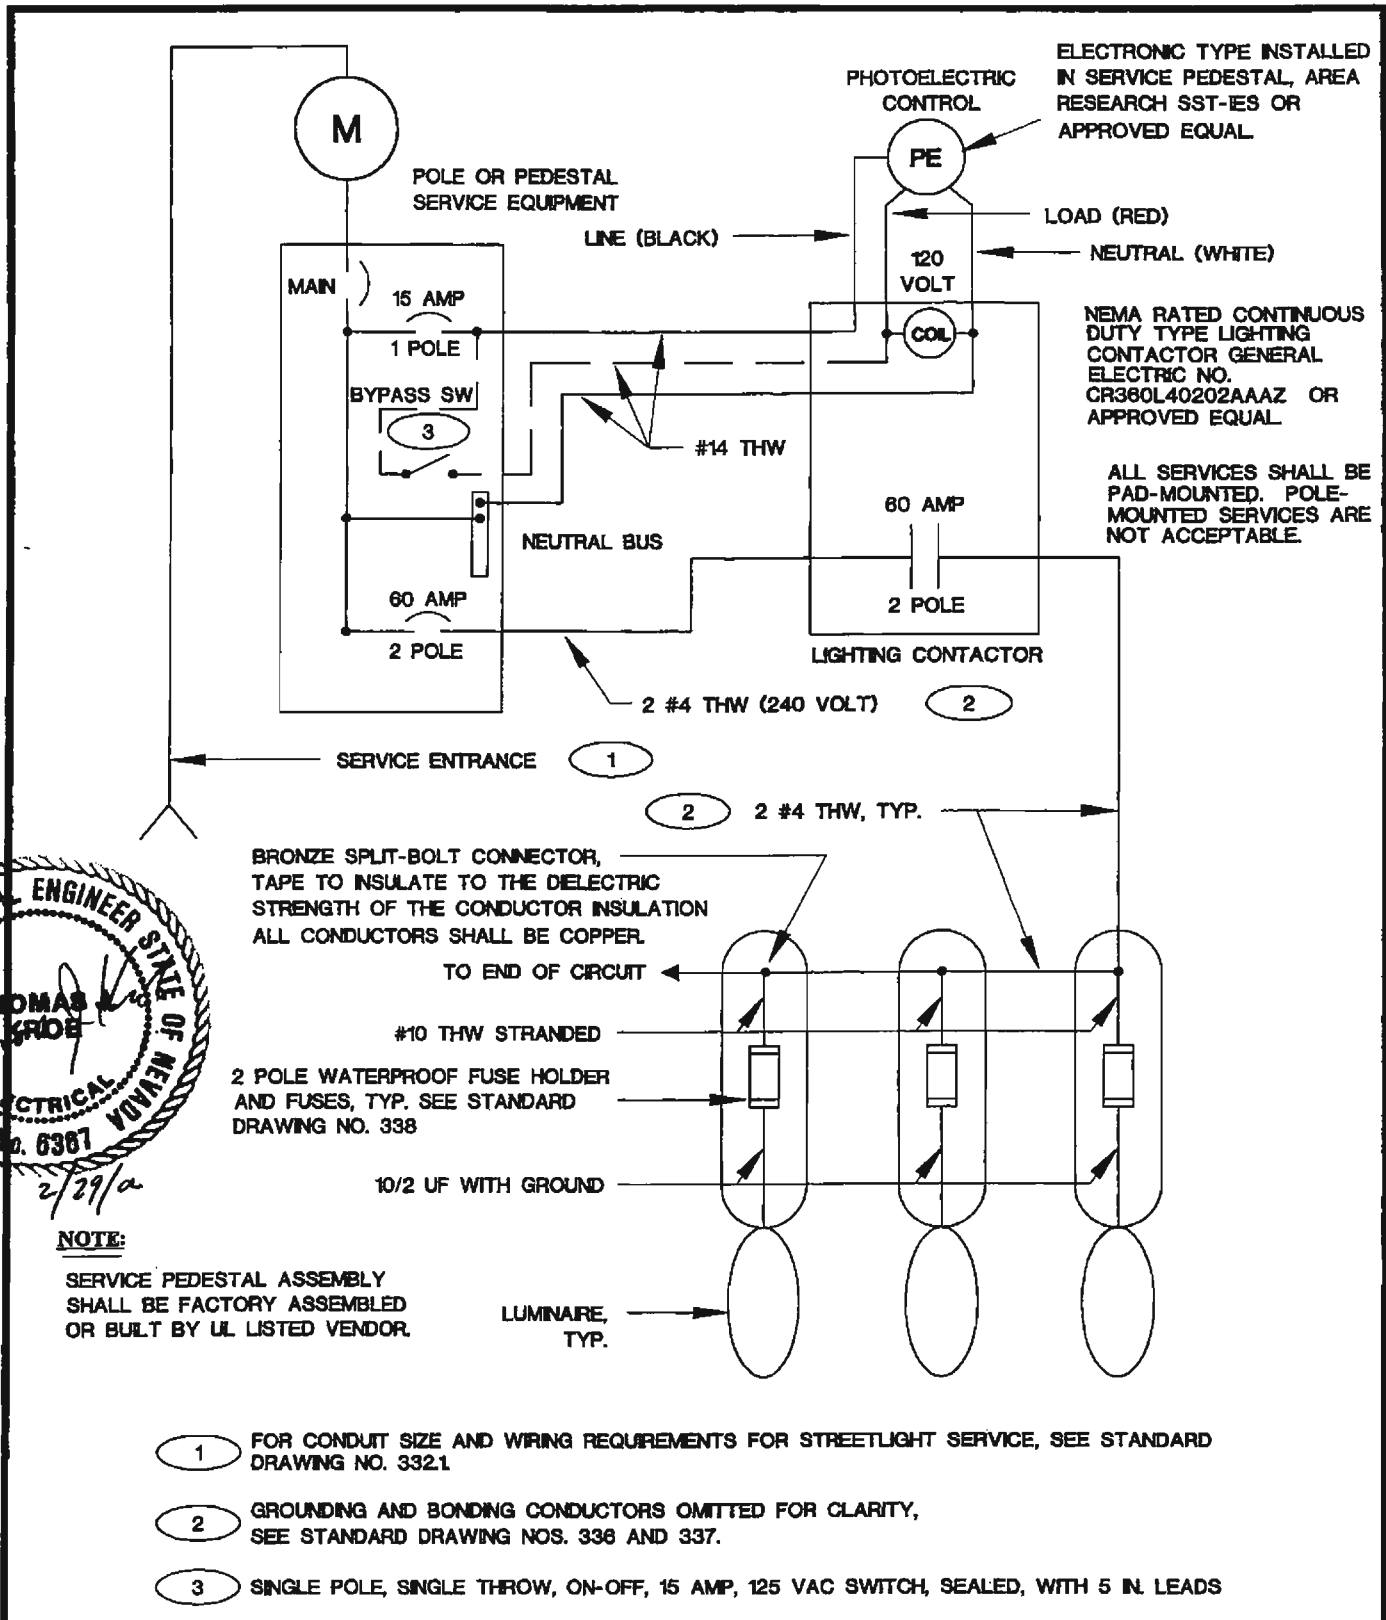 ELECTRONIC TYPE INSTALLED
IN SERVICE PEDESTAL, AREA
RESEARCH SST-IES OR
APPROVED EQUAL
PHOTOELECTRIC
CONTROL
M
PE
POLE OR PEDESTAL
SERVICE EQUIPMENT
LINE (BLACK)
LOAD (RED)
NEUTRAL (WHITE)
120
VOLT
MAIN
15 AMP
1 POLE
COIL
NEMA RATED CONTINUOUS
DUTY TYPE LIGHTING
CONTACTOR GENERAL
ELECTRIC NO.
CR360L40202AAAZ OR
APPROVED EQUAL
BYPASS SW
3
#14 THW
ALL SERVICES SHALL BE
PAD-MOUNTED. POLE-
MOUNTED SERVICES ARE
NOT ACCEPTABLE.
60 AMP
2 POLE
NEUTRAL BUS
60 AMP
2 POLE
LIGHTING CONTACTOR
2 #4 THW (240 VOLT)
2
SERVICE ENTRANCE
1
2
2 #4 THW, TYP.
BRONZE SPLIT-BOLT CONNECTOR,
TAPE TO INSULATE TO THE DIELECTRIC
STRENGTH OF THE CONDUCTOR INSULATION
ALL CONDUCTORS SHALL BE COPPER.
TO END OF CIRCUIT
#10 THW STRANDED
2 POLE WATERPROOF FUSE HOLDER
AND FUSES, TYP. SEE STANDARD
DRAWING NO. 338
10/2 UF WITH GROUND
LUMINAIRE,
TYP.
ENGINEER STATE OF NEVADA
OMAS
KROB
CTRICAL
6367
2/29/
NOTE:
SERVICE PEDESTAL ASSEMBLY
SHALL BE FACTORY ASSEMBLED
OR BUILT BY UL LISTED VENDOR.
1
FOR CONDUIT SIZE AND WIRING REQUIREMENTS FOR STREETLIGHT SERVICE, SEE STANDARD
DRAWING NO. 332.1
2
GROUNDING AND BONDING CONDUCTORS OMITTED FOR CLARITY,
SEE STANDARD DRAWING NOS. 336 AND 337.
3
SINGLE POLE, SINGLE THROW, ON-OFF, 15 AMP, 125 VAC SWITCH, SEALED, WITH 5 IN. LEADS